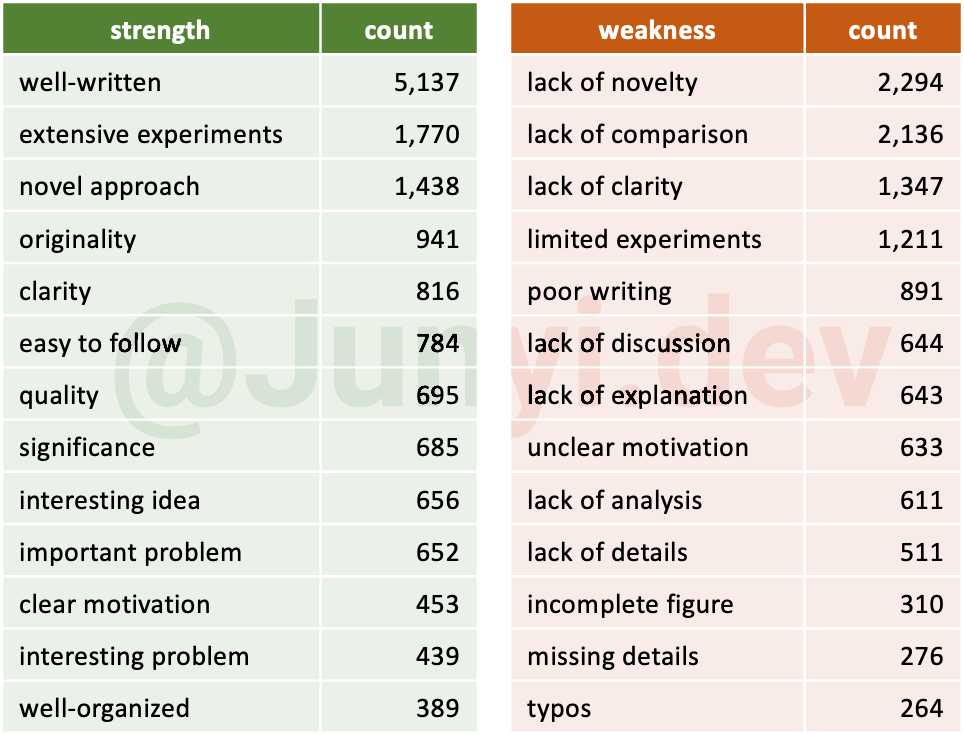 strength count
well-written 5,137
extensive experiments 1,770
novel approach 1,438
originality 941
clarity 816
easy to follow 784
quality 695
significance 685
interesting idea 656
important problem 652
clear motivation 453
interesting problem 439
well-organized 389
weakness count
lack of novelty 2,294
lack of comparison 2,136
lack of clarity 1,347
limited experiments 1,211
poor writing 891
lack of discussion 644
lack of explanation 643
unclear motivation 633
lack of analysis 611
lack of details 511
incomplete figure 310
missing details 276
typos 264
@Junyi.dev